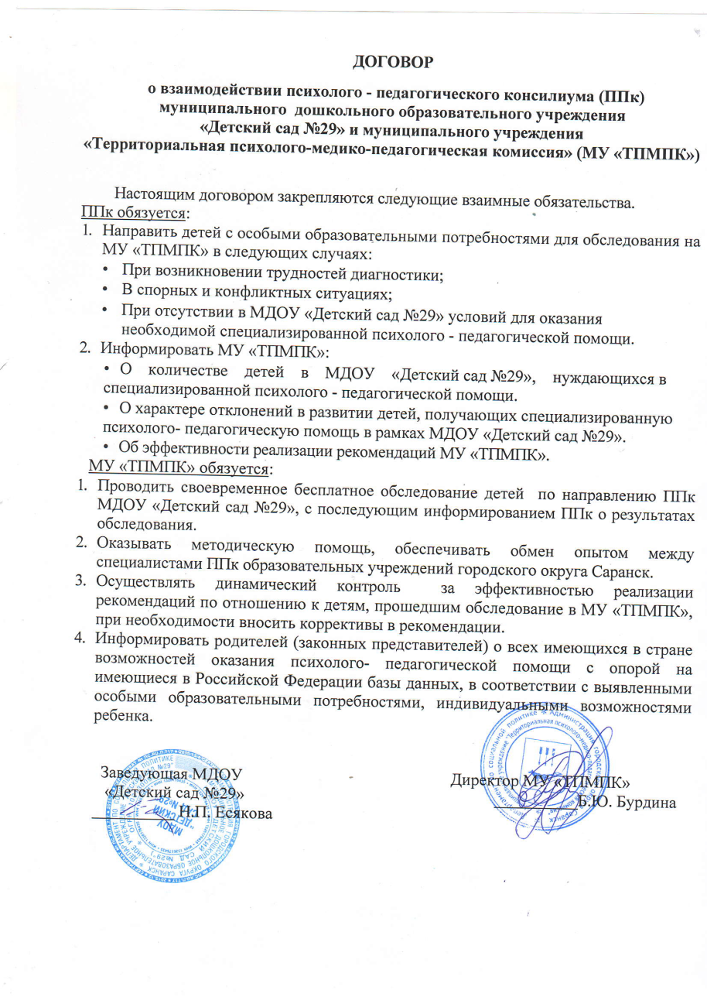 ДОГОВОР
о взаимодействии психолого - педагогического консилиума (ППк)
муниципального дошкольного образовательного учреждения
«Детский сад №29» и муниципального учреждения
«Территориальная психолого-медико-педагогическая комиссия» (МУ «ТПМПК»)
Настоящим договором закрепляются следующие взаимные обязательства.
ППк обязуется:
1. Направить детей с особыми образовательными потребностями для обследования на
МУ «ТПМПК» в следующих случаях:
• При возникновении трудностей диагностики;
• В спорных и конфликтных ситуациях;
• При отсутствии в МДОУ «Детский сад №29» условий для оказания
необходимой специализированной психолого - педагогической помощи.
2. Информировать МУ «ТПМПК»:
• О количестве детей в МДОУ «Детский сад №29», нуждающихся в
специализированной психолого - педагогической помощи.
• О характере отклонений в развитии детей, получающих специализированную
психолого- педагогическую помощь в рамках МДОУ «Детский сад №29».
• Об эффективности реализации рекомендаций МУ «ТПМПК».
МУ «ТПМПК» обязуется:
1. Проводить своевременное бесплатное обследование детей по направлению ППк
МДОУ «Детский сад №29», с последующим информированием ППк о результатах
обследования.
2. Оказывать методическую помощь, обеспечивать обмен опытом между
специалистами ППк образовательных учреждений городского округа Саранск.
3. Осуществлять динамический контроль за эффективностью реализации
рекомендаций по отношению к детям, прошедшим обследование в МУ «ТПМПК»,
при необходимости вносить коррективы в рекомендации.
4. Информировать родителей (законных представителей) о всех имеющихся в стране
возможностей оказания психолого- педагогической помощи с опорой на
имеющиеся в Российской Федерации базы данных, в соответствии с выявленными
особыми образовательными потребностями, индивидуальными возможностями
ребенка.
Заведующая МДОУ
«Детский сад №29»
Н.П. Есякова
МДОУ
"ДЕТСКИЙ
САД №29"
Директор МУ «ТПМПК»
Б.Ю. Бурдина